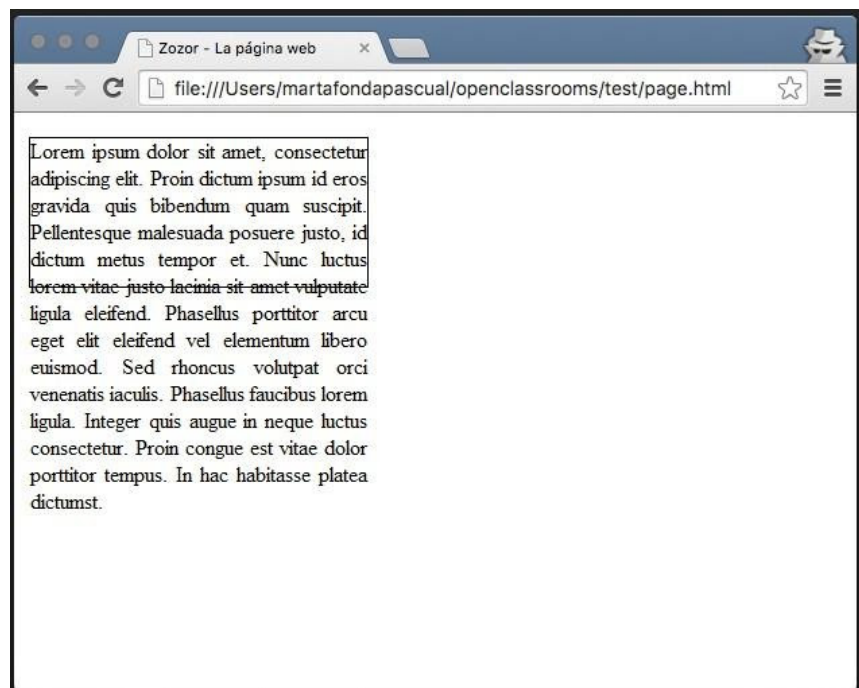 Zozor - La página web
file:///Users/martafondapascual/openclassrooms/test/page.html
Lorem ipsum dolor sit amet, consectetur
adipiscing elit. Proin dictum ipsum id eros
gravida quis bibendum quam suscipit.
Pellentesque malesuada posuere justo, id
dictum metus tempor et. Nunc luctus
lorem vitae justo lacinia sit amet vulputate
ligula eleifend. Phasellus porttitor arcu
eget elit eleifend vel elementum libero
euismod. Sed rhoncus volutpat orci
venenatis iaculis. Phasellus faucibus lorem
ligula. Integer quis augue in neque luctus
consectetur. Proin congue est vitae dolor
porttitor tempus. In hac habitasse platea
dictumst.